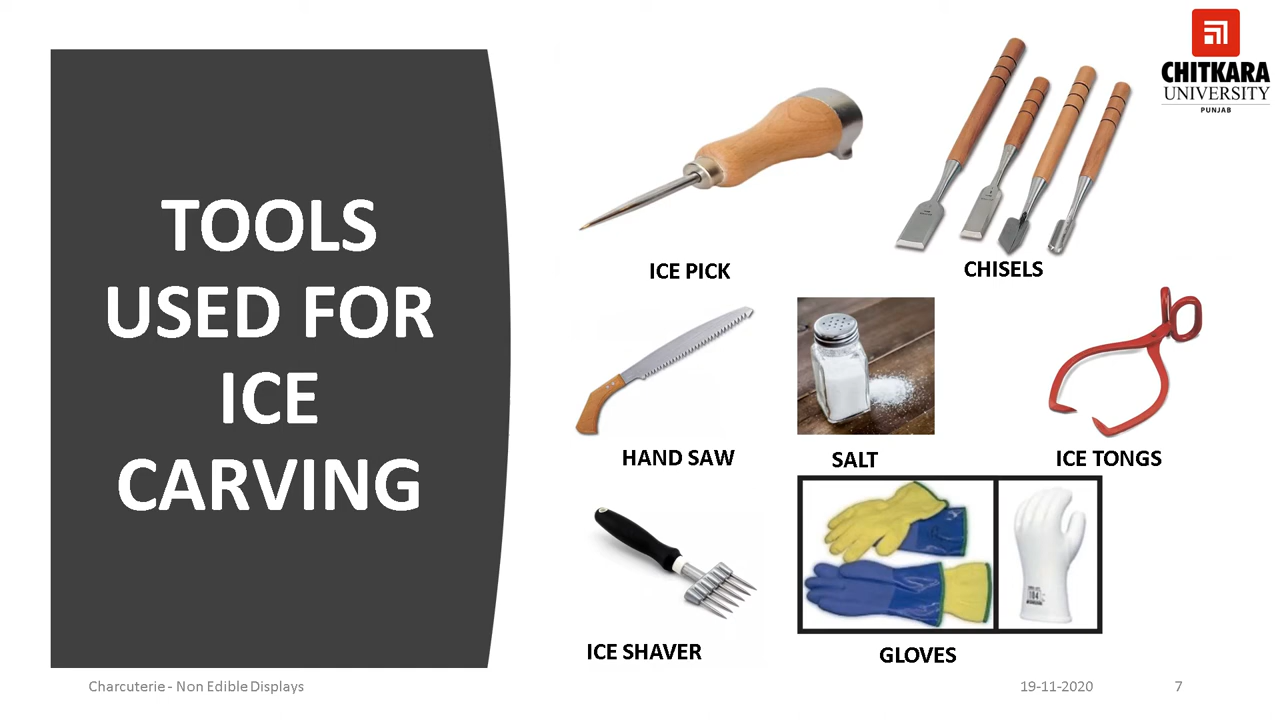 CHITKARA
UNIVERSITY
PUNJAB
TOOLS
USED FOR
ICE
CARVING
ICE PICK
CHISELS
HAND SAW
SALT
ICE TONGS
ICE SHAVER
GLOVES
Charcuterie - Non Edible Displays
19-11-2020
7